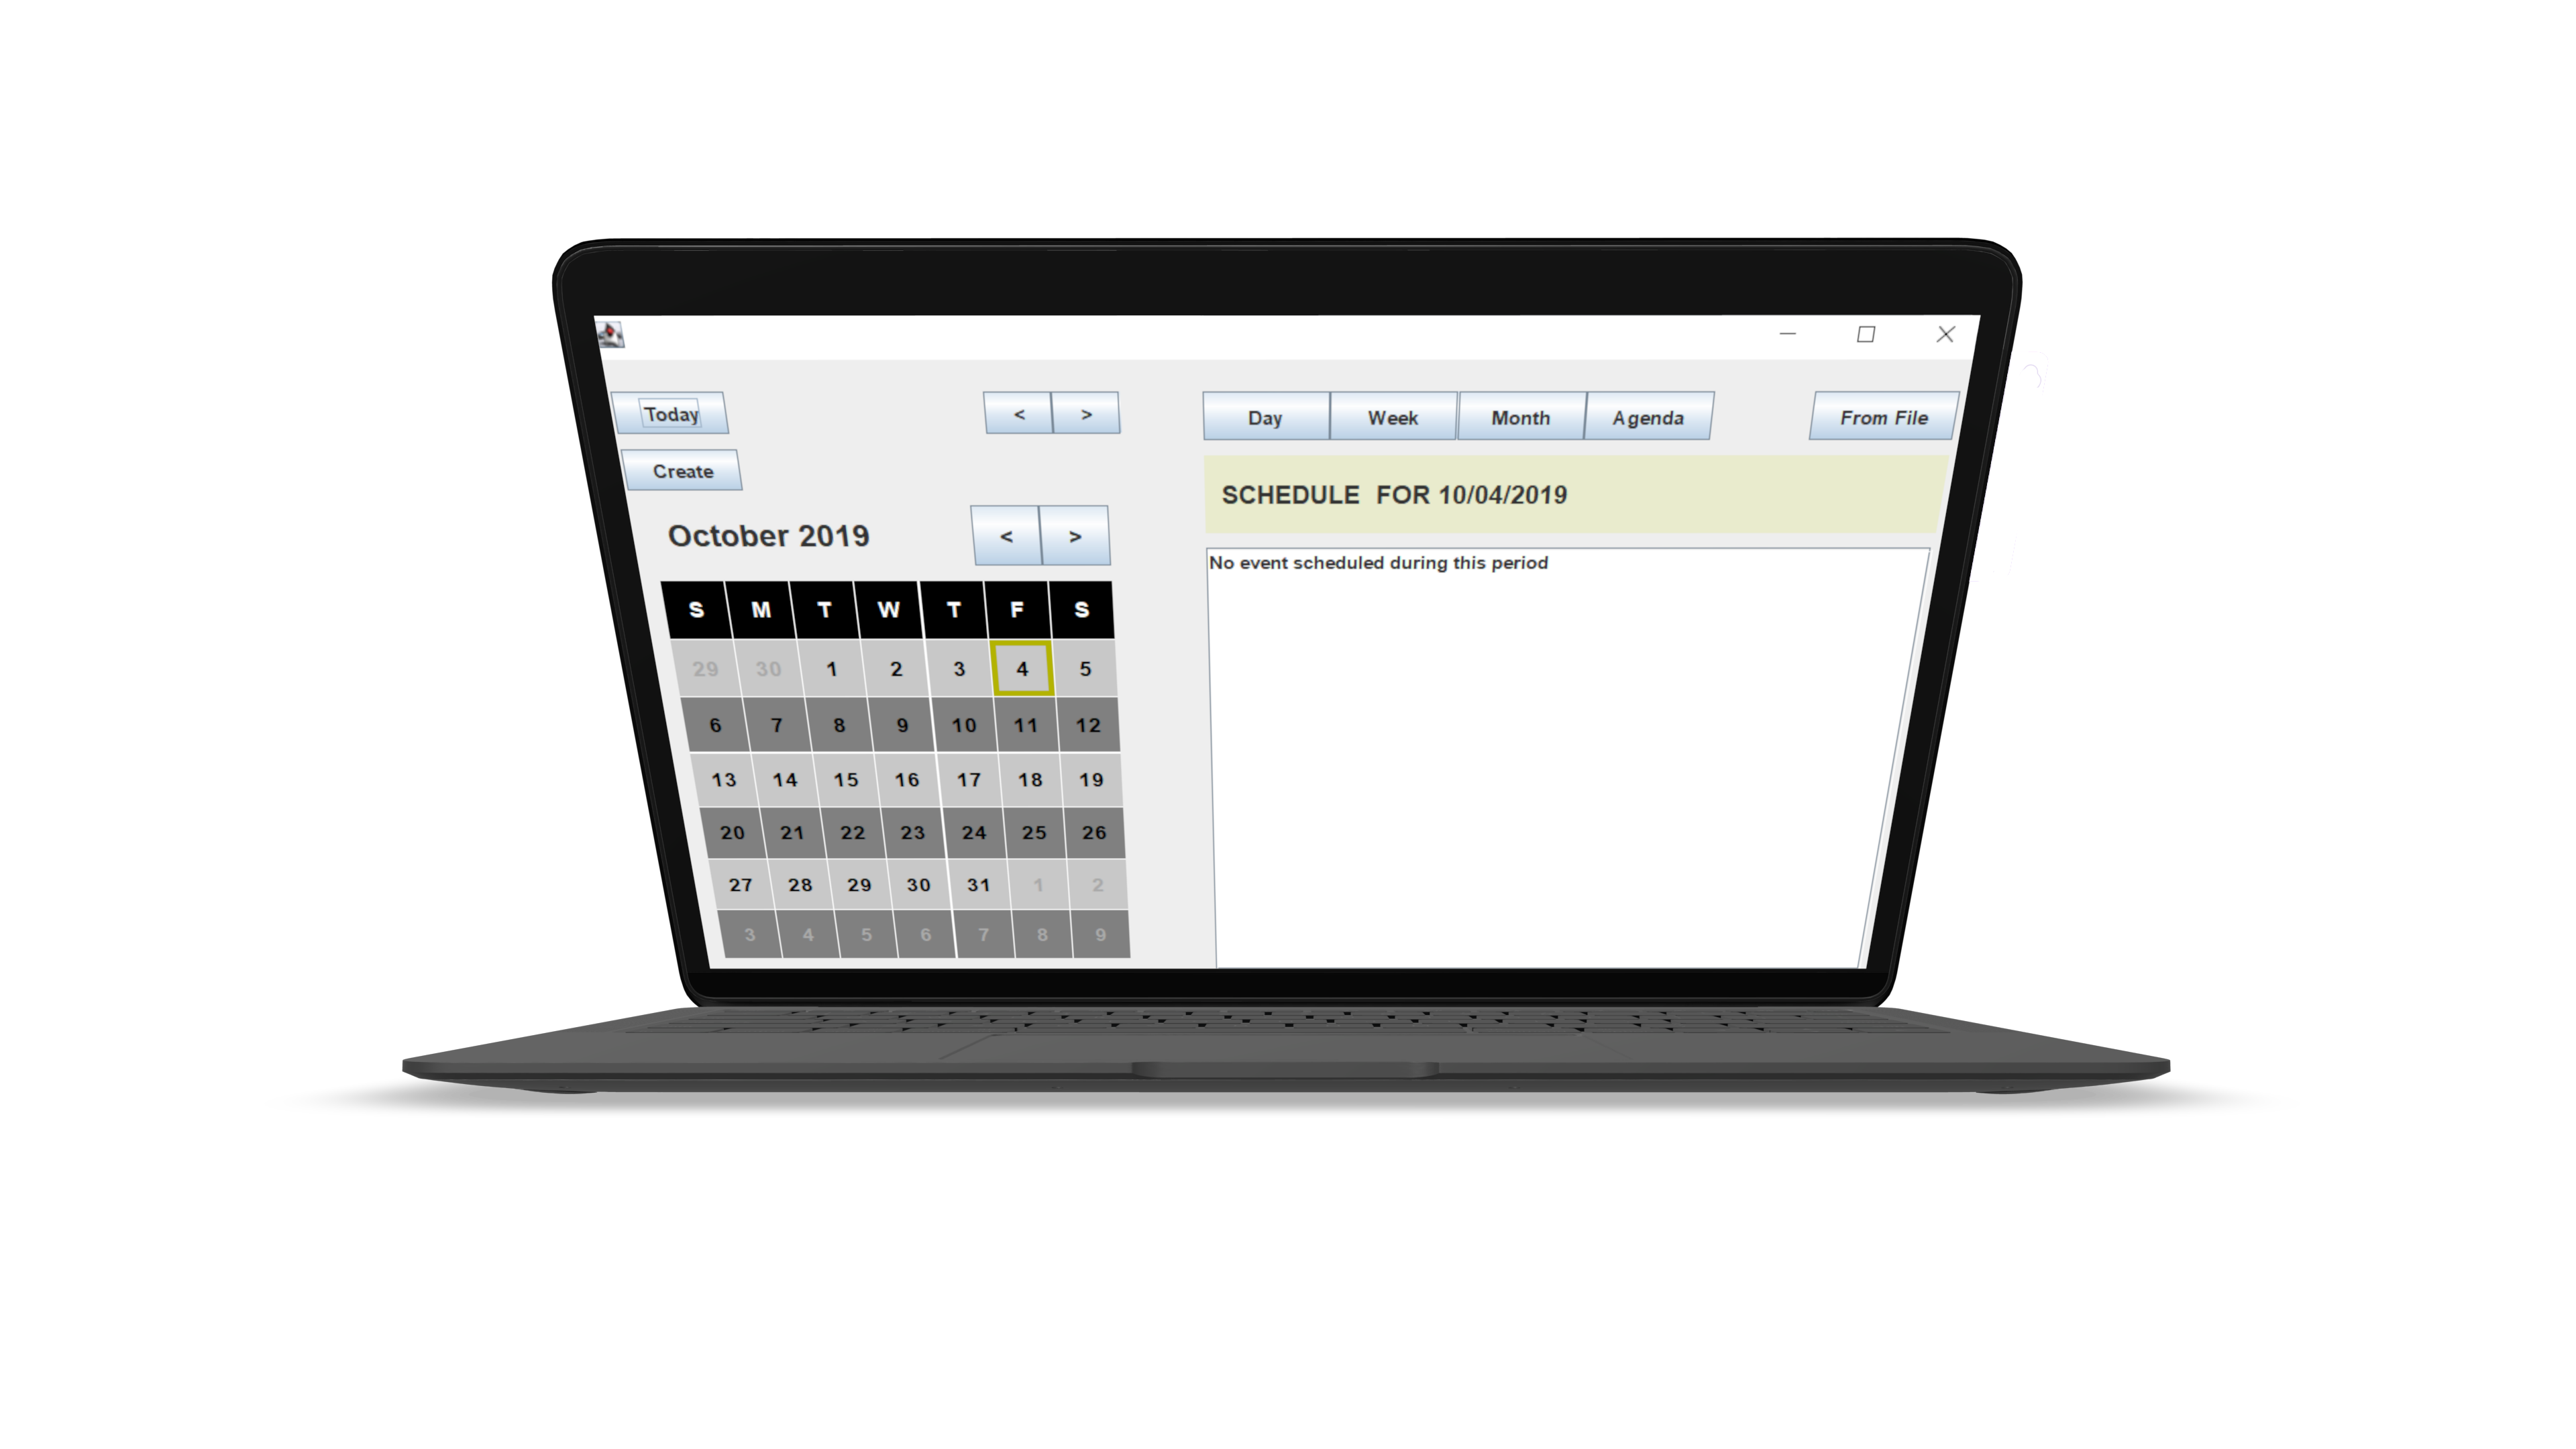 Today
< >
Day Week Month Agenda
From File
Create
October 2019
< >
SCHEDULE  FOR 10/04/2019
No event scheduled during this period
S M T W T F S
29 30 1 2 3 4 5
6 7 8 9 10 11 12
13 14 15 16 17 18 19
20 21 22 23 24 25 26
27 28 29 30 31 1 2
3 4 5 6 7 8 9